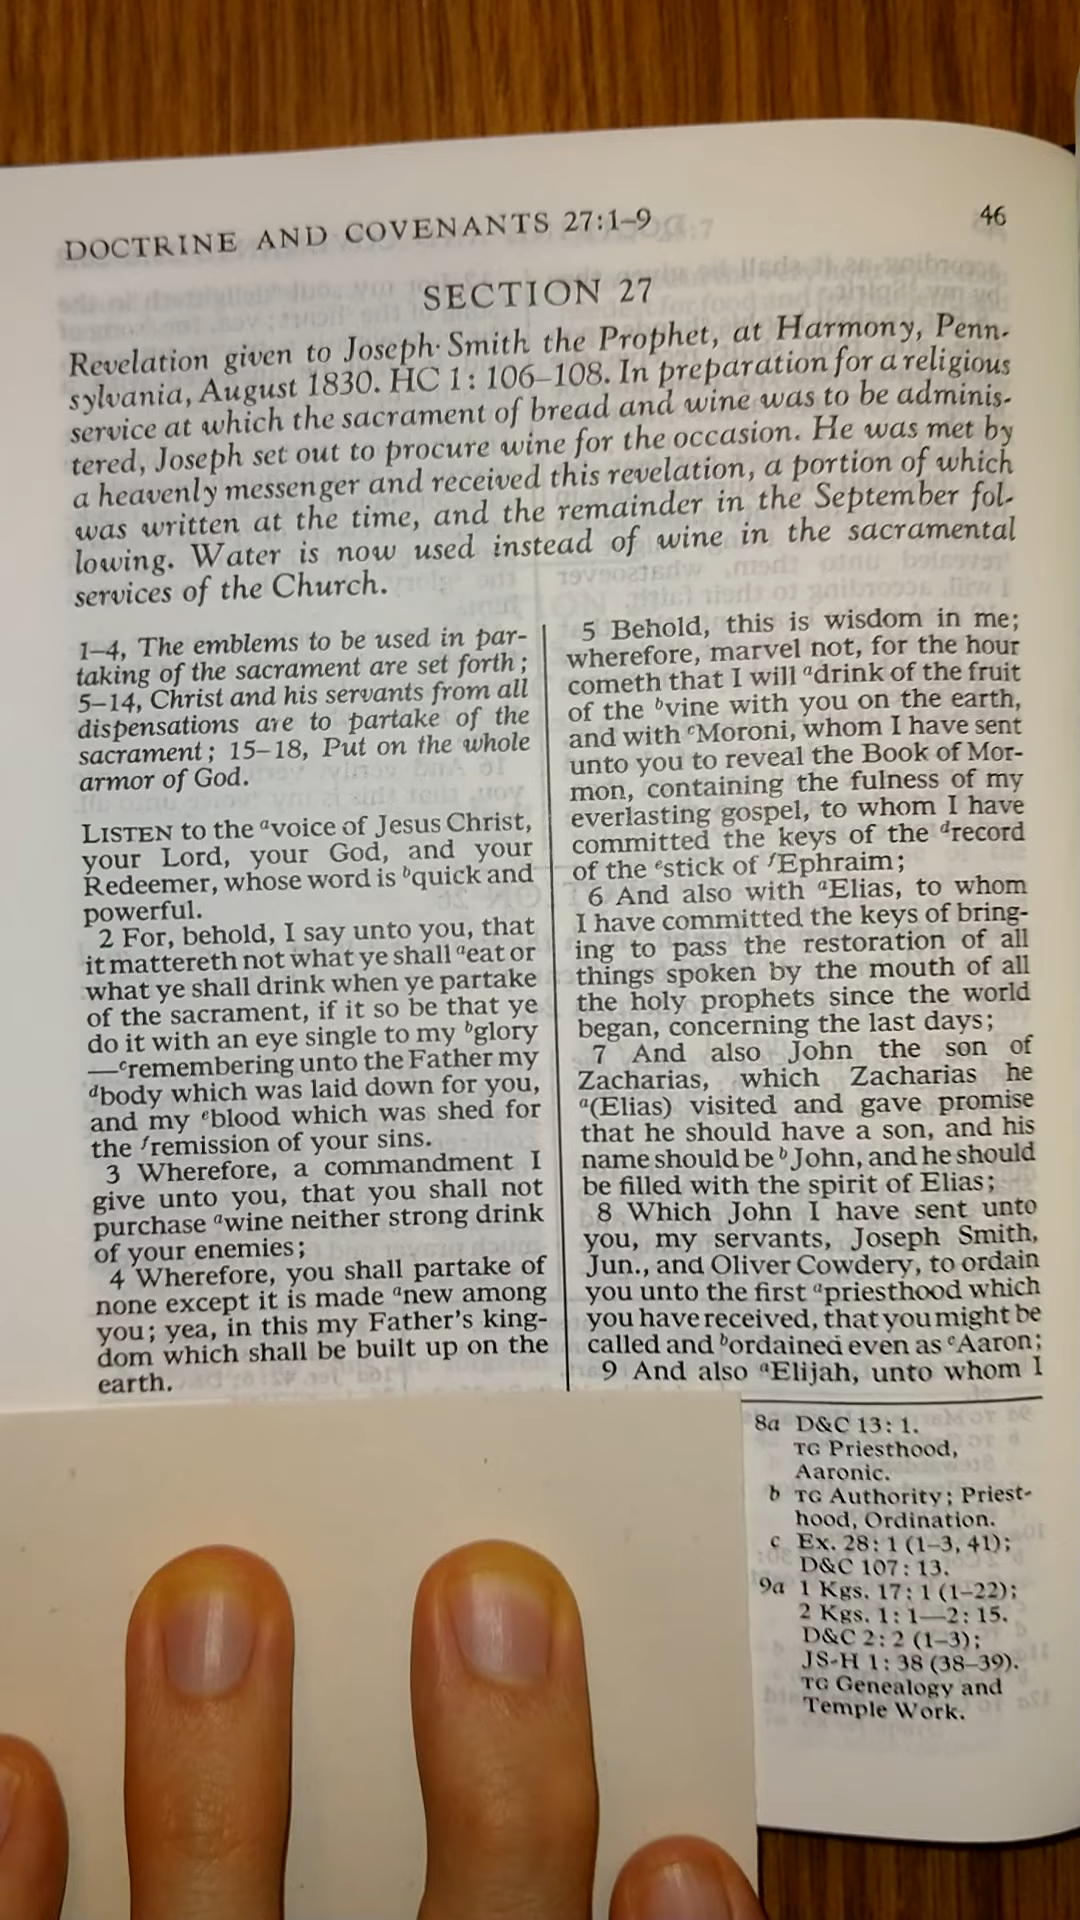 DOCTRINE AND COVENANTS 27:1–9
46
SECTION 27
Revelation given to Joseph Smith the Prophet, at Harmony, Penn-
sylvania, August 1830. HC 1: 106–108. In preparation for a religious
service at which the sacrament of bread and wine was to be adminis-
tered, Joseph set out to procure wine for the occasion. He was met by
a heavenly messenger and received this revelation, a portion of which
was written at the time, and the remainder in the September fol-
lowing. Water is now used instead of wine in the sacramental
services of the Church.
1–4, The emblems to be used in par-
taking of the sacrament are set forth;
5–14, Christ and his servants from all
dispensations are to partake of the
sacrament; 15–18, Put on the whole
armor of God.
LISTEN to the avoice of Jesus Christ,
your Lord, your God, and your
Redeemer, whose word is bquick and
powerful.
2 For, behold, I say unto you, that
it mattereth not what ye shall aeat or
what ye shall drink when ye partake
of the sacrament, if it so be that ye
do it with an eye single to my bglory
—cremembering unto the Father my
dbody which was laid down for you,
and my eblood which was shed for
the fremission of your sins.
3 Wherefore, a commandment I
give unto you, that you shall not
purchase awine neither strong drink
of your enemies;
4 Wherefore, you shall partake of
none except it is made anew among
you; yea, in this my Father's king-
dom which shall be built up on the
earth.
5 Behold, this is wisdom in me;
wherefore, marvel not, for the hour
cometh that I will adrink of the fruit
of the bvine with you on the earth,
and with cMoroni, whom I have sent
unto you to reveal the Book of Mor-
mon, containing the fulness of my
everlasting gospel, to whom I have
committed the keys of the drecord
of the estick of fEphraim;
6 And also with aElias, to whom
I have committed the keys of bring-
ing to pass the restoration of all
things spoken by the mouth of all
the holy prophets since the world
began, concerning the last days;
7 And also John the son of
Zacharias, which Zacharias he
a(Elias) visited and gave promise
that he should have a son, and his
name should be bJohn, and he should
be filled with the spirit of Elias;
8 Which John I have sent unto
you, my servants, Joseph Smith,
Jun., and Oliver Cowdery, to ordain
you unto the first apriesthood which
you have received, that you might be
called and bordained even as cAaron;
9 And also aElijah, unto whom I
8a D&C 13: 1.
TG Priesthood,
Aaronic.
b TG Authority; Priest-
hood, Ordination.
c Ex. 28: 1 (1–3, 41);
D&C 107: 13.
9a 1 Kgs. 17: 1 (1–22);
2 Kgs. 1: 1—2: 15.
D&C 2: 2 (1–3);
JS-H 1: 38 (38–39).
TG Genealogy and
Temple Work.